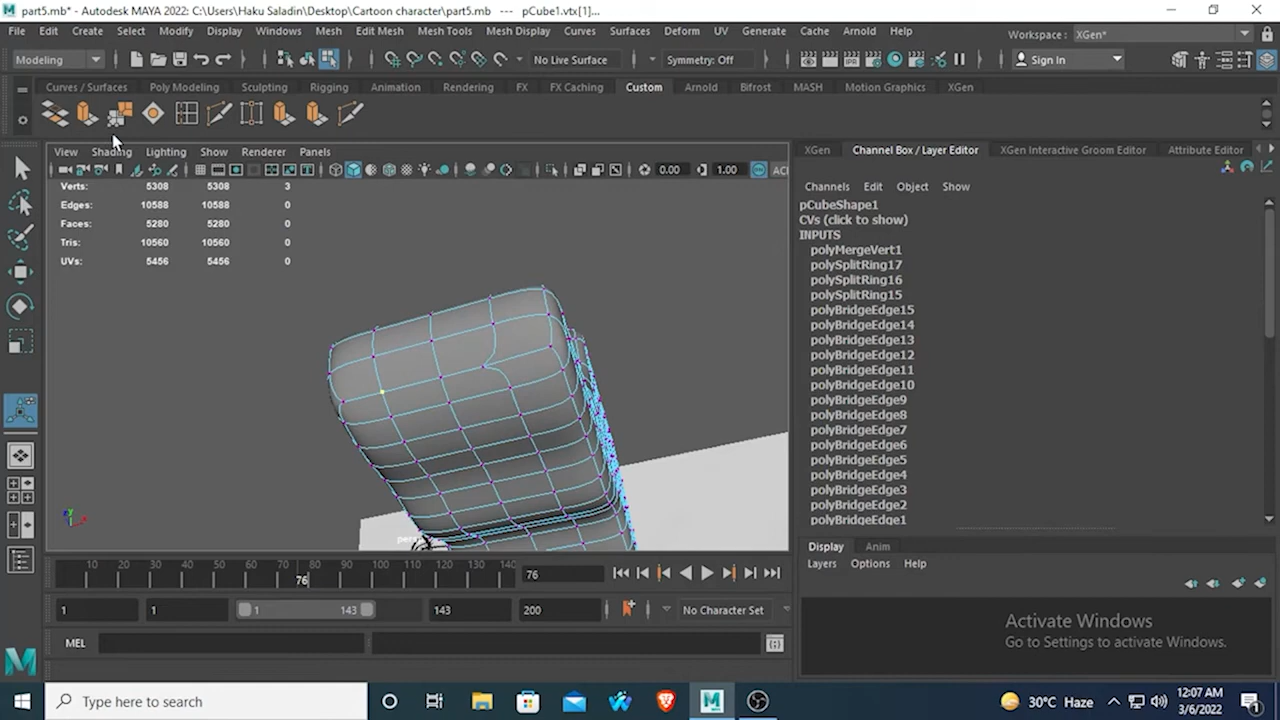 part5.mb* - Autodesk MAYA 2022: C:\Users\Haku Saladin\Desktop\Cartoon character\part5.mb --- pCube1.vtx[1]...
File Edit Create Select Modify Display Windows Mesh Edit Mesh Mesh Tools Mesh Display Curves Surfaces Deform UV Generate Cache Arnold Help
Workspace : XGen*
Modeling
No Live Surface
Symmetry: Off
Sign In
Curves / Surfaces Poly Modeling Sculpting Rigging Animation Rendering FX FX Caching Custom Arnold Bifrost MASH Motion Graphics XGen
View Shading Lighting Show Renderer Panels
0.00 1.00
Verts: 5308 5308 3
Edges: 10588 10588 0
Faces: 5280 5280 0
Tris: 10560 10560 0
UVs: 5456 5456 0
XGen Channel Box / Layer Editor XGen Interactive Groom Editor Attribute Editor
Channels Edit Object Show
pCubeShape1
CVs (click to show)
INPUTS
polyMergeVert1
polySplitRing17
polySplitRing16
polySplitRing15
polyBridgeEdge15
polyBridgeEdge14
polyBridgeEdge13
polyBridgeEdge12
polyBridgeEdge11
polyBridgeEdge10
polyBridgeEdge9
polyBridgeEdge8
polyBridgeEdge7
polyBridgeEdge6
polyBridgeEdge5
polyBridgeEdge4
polyBridgeEdge3
polyBridgeEdge2
polyBridgeEdge1
Display Anim
Layers Options Help
10 20 30 40 50 60 70 80 90 100 110 120 130 140
76
76
1 1 1 143 143 200
No Character Set
MEL
Activate Windows
Go to Settings to activate Windows.
Type here to search
30°C Haze
12:07 AM
3/6/2022
1